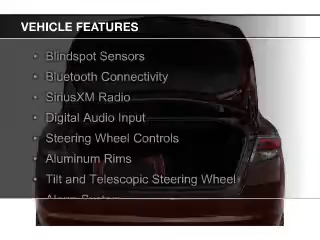 VEHICLE FEATURES
• Blindspot Sensors
• Bluetooth Connectivity
• SiriusXM Radio
• Digital Audio Input
• Steering Wheel Controls
• Aluminum Rims
• Tilt and Telescopic Steering Wheel